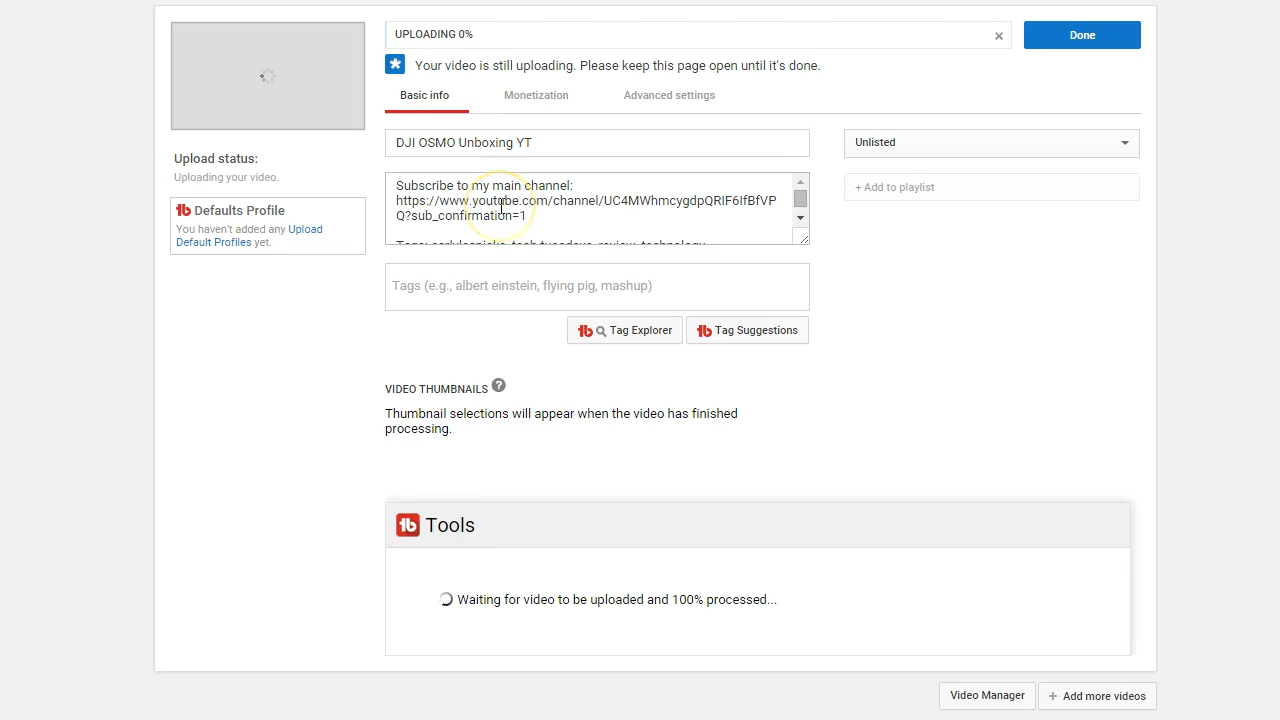 UPLOADING 0%
Done
Your video is still uploading. Please keep this page open until it's done.
Basic info
Monetization
Advanced settings
Upload status:
Uploading your video.
Defaults Profile
You haven't added any Upload
Default Profiles yet.
DJI OSMO Unboxing YT
Unlisted
Subscribe to my main channel:
https://www.youtube.com/channel/UC4MWhmcygdpQRIF6IfBfVP
Q?sub_confirmation=1
+ Add to playlist
Tags (e.g., albert einstein, flying pig, mashup)
Tag Explorer
Tag Suggestions
VIDEO THUMBNAILS
Thumbnail selections will appear when the video has finished
processing.
Tools
Waiting for video to be uploaded and 100% processed...
Video Manager
+ Add more videos